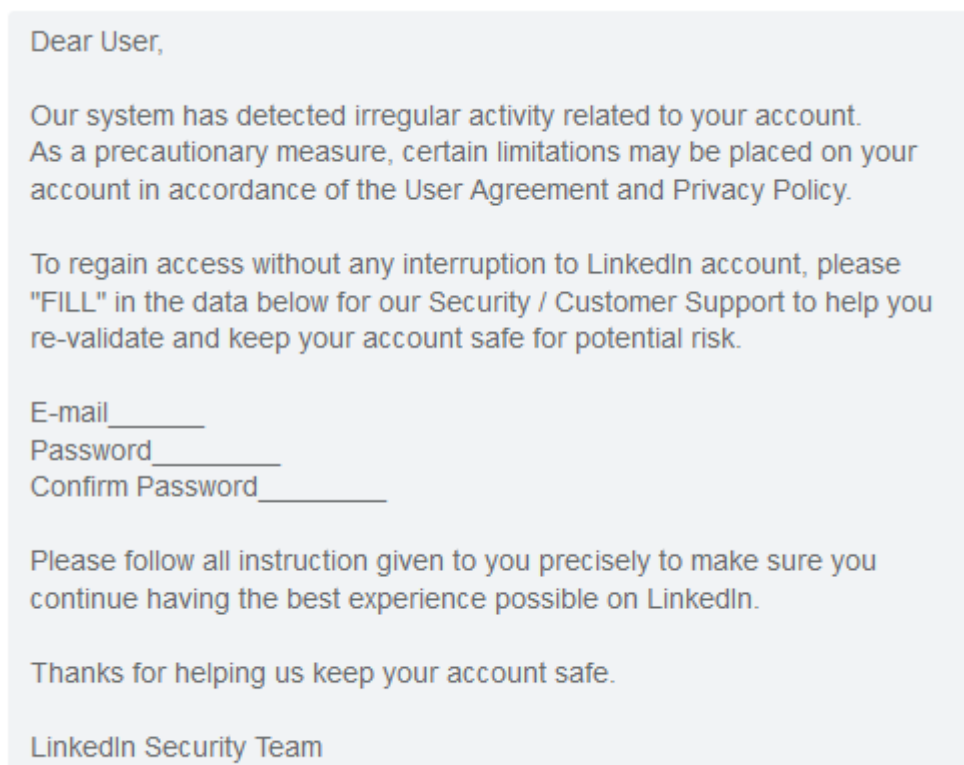 Dear User,
Our system has detected irregular activity related to your account.
As a precautionary measure, certain limitations may be placed on your
account in accordance of the User Agreement and Privacy Policy.
To regain access without any interruption to LinkedIn account, please
"FILL" in the data below for our Security / Customer Support to help you
re-validate and keep your account safe for potential risk.
E-mail______
Password________
Confirm Password________
Please follow all instruction given to you precisely to make sure you
continue having the best experience possible on LinkedIn.
Thanks for helping us keep your account safe.
LinkedIn Security Team